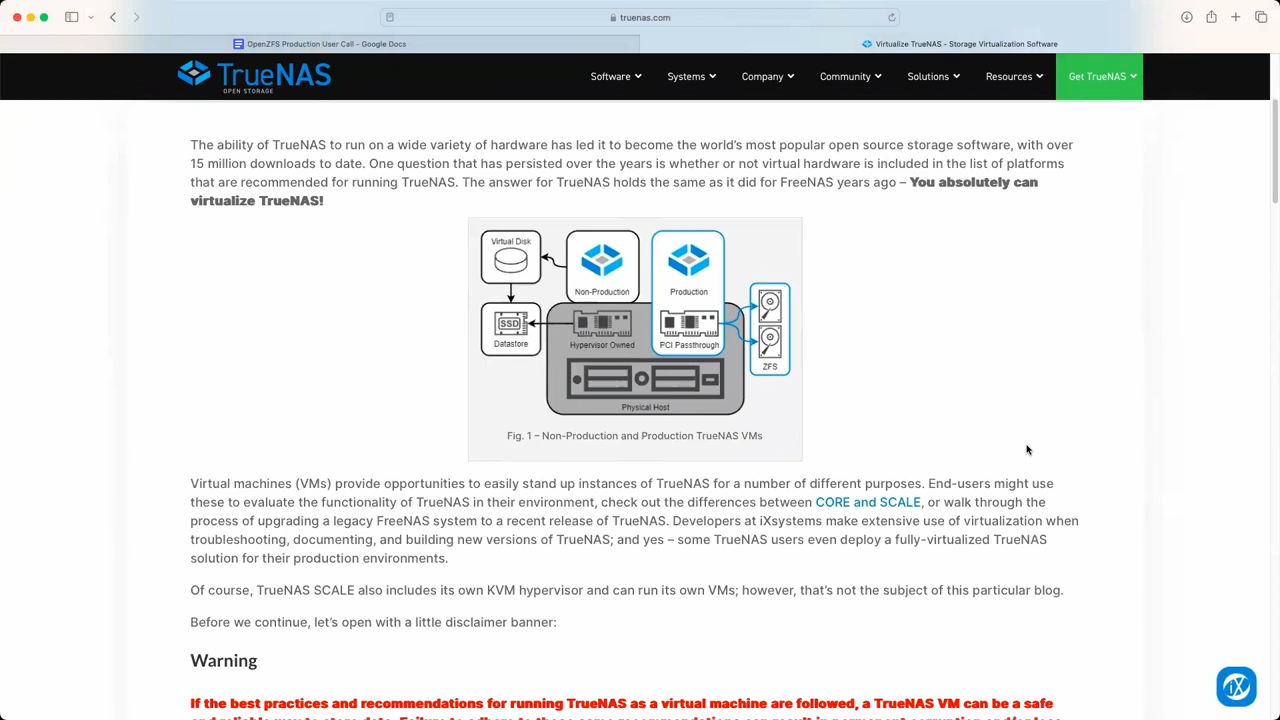 truenas.com
OpenZFS Production User Call - Google Docs
Virtualize TrueNAS - Storage Virtualization Software
TrueNAS
OPEN STORAGE
Software
Systems
Company
Community
Solutions
Resources
Get TrueNAS
The ability of TrueNAS to run on a wide variety of hardware has led it to become the world's most popular open source storage software, with over
15 million downloads to date. One question that has persisted over the years is whether or not virtual hardware is included in the list of platforms
that are recommended for running TrueNAS. The answer for TrueNAS holds the same as it did for FreeNAS years ago – You absolutely can
virtualize TrueNAS!
Virtual Disk
Non-Production
Production
SSD
Datastore
Hypervisor Owned
PCI Passthrough
ZFS
Physical Host
Fig. 1 – Non-Production and Production TrueNAS VMs
Virtual machines (VMs) provide opportunities to easily stand up instances of TrueNAS for a number of different purposes. End-users might use
these to evaluate the functionality of TrueNAS in their environment, check out the differences between CORE and SCALE, or walk through the
process of upgrading a legacy FreeNAS system to a recent release of TrueNAS. Developers at iXsystems make extensive use of virtualization when
troubleshooting, documenting, and building new versions of TrueNAS; and yes – some TrueNAS users even deploy a fully-virtualized TrueNAS
solution for their production environments.
Of course, TrueNAS SCALE also includes its own KVM hypervisor and can run its own VMs; however, that's not the subject of this particular blog.
Before we continue, let's open with a little disclaimer banner:
Warning
If the best practices and recommendations for running TrueNAS as a virtual machine are followed, a TrueNAS VM can be a safe
iX